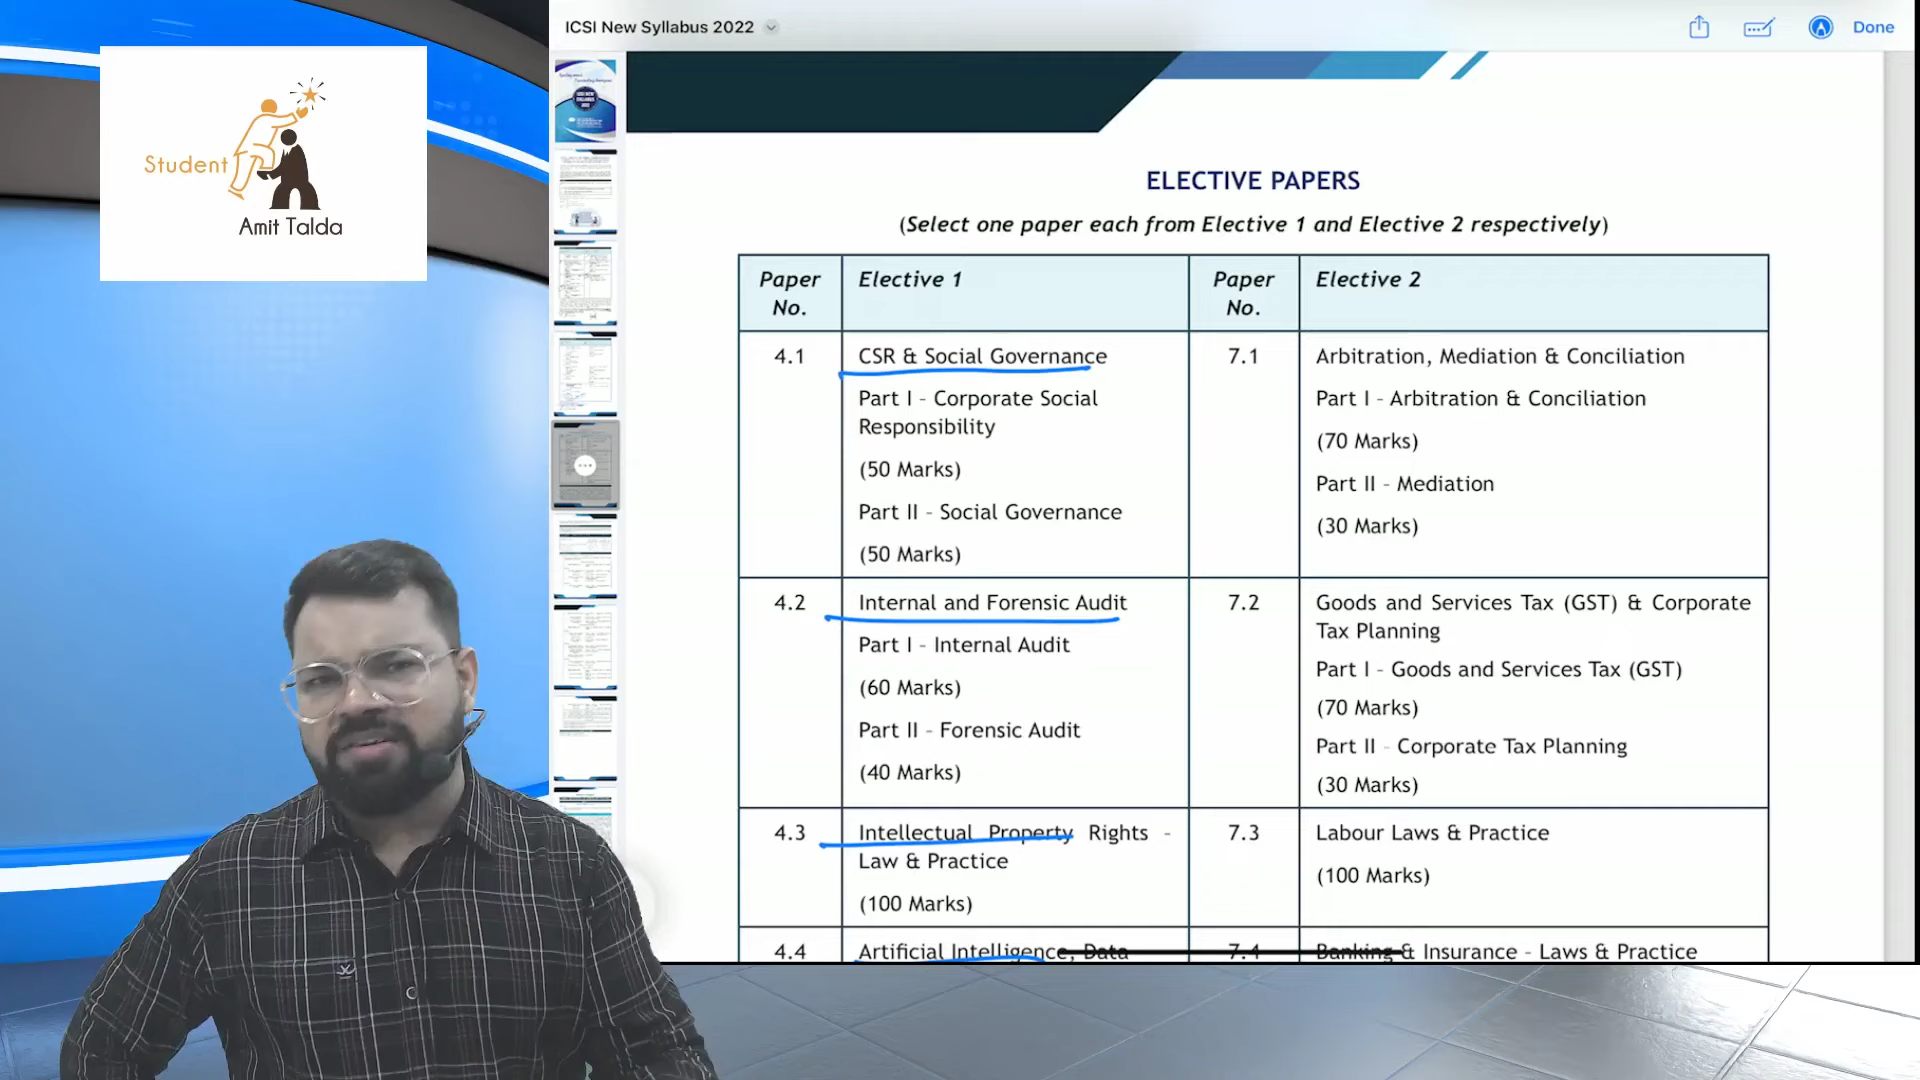 Student
Amit Talda
ICSI New Syllabus 2022
Done
ELECTIVE PAPERS
(Select one paper each from Elective 1 and Elective 2 respectively)
Paper No.
Elective 1
Paper No.
Elective 2
4.1
CSR & Social Governance
Part I - Corporate Social
Responsibility
(50 Marks)
Part II - Social Governance
(50 Marks)
7.1
Arbitration, Mediation & Conciliation
Part I - Arbitration & Conciliation
(70 Marks)
Part II - Mediation
(30 Marks)
4.2
Internal and Forensic Audit
Part I - Internal Audit
(60 Marks)
Part II - Forensic Audit
(40 Marks)
7.2
Goods and Services Tax (GST) & Corporate
Tax Planning
Part I - Goods and Services Tax (GST)
(70 Marks)
Part II - Corporate Tax Planning
(30 Marks)
4.3
Intellectual Property Rights -
Law & Practice
(100 Marks)
7.3
Labour Laws & Practice
(100 Marks)
4.4
Artificial Intelligence, Data
7.4
Banking & Insurance - Laws & Practice